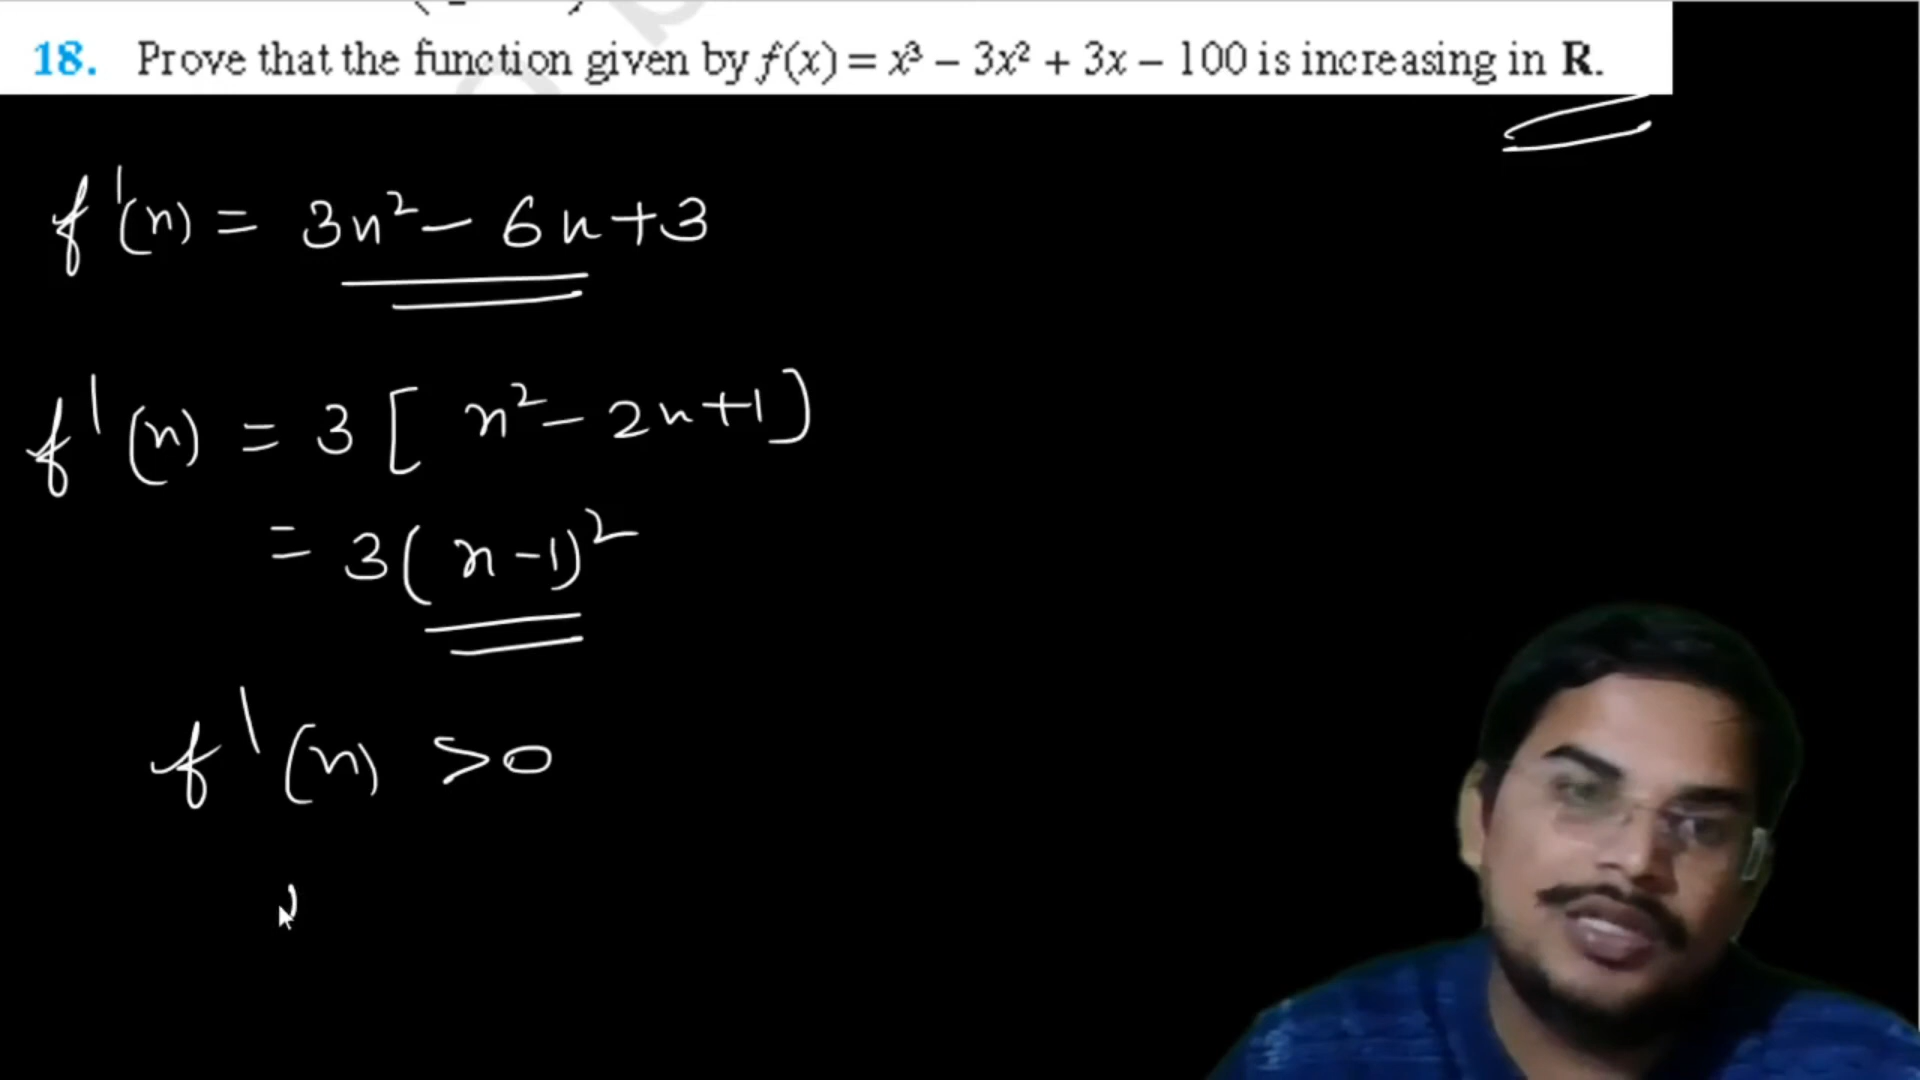 18. Prove that the function given by f(x) = x³ – 3x² + 3x – 100 is increasing in R.
f'(n) = 3n² – 6n + 3
f'(n) = 3 [ n² – 2n + 1 ]
= 3 ( n – 1 )²
f'(n) > 0